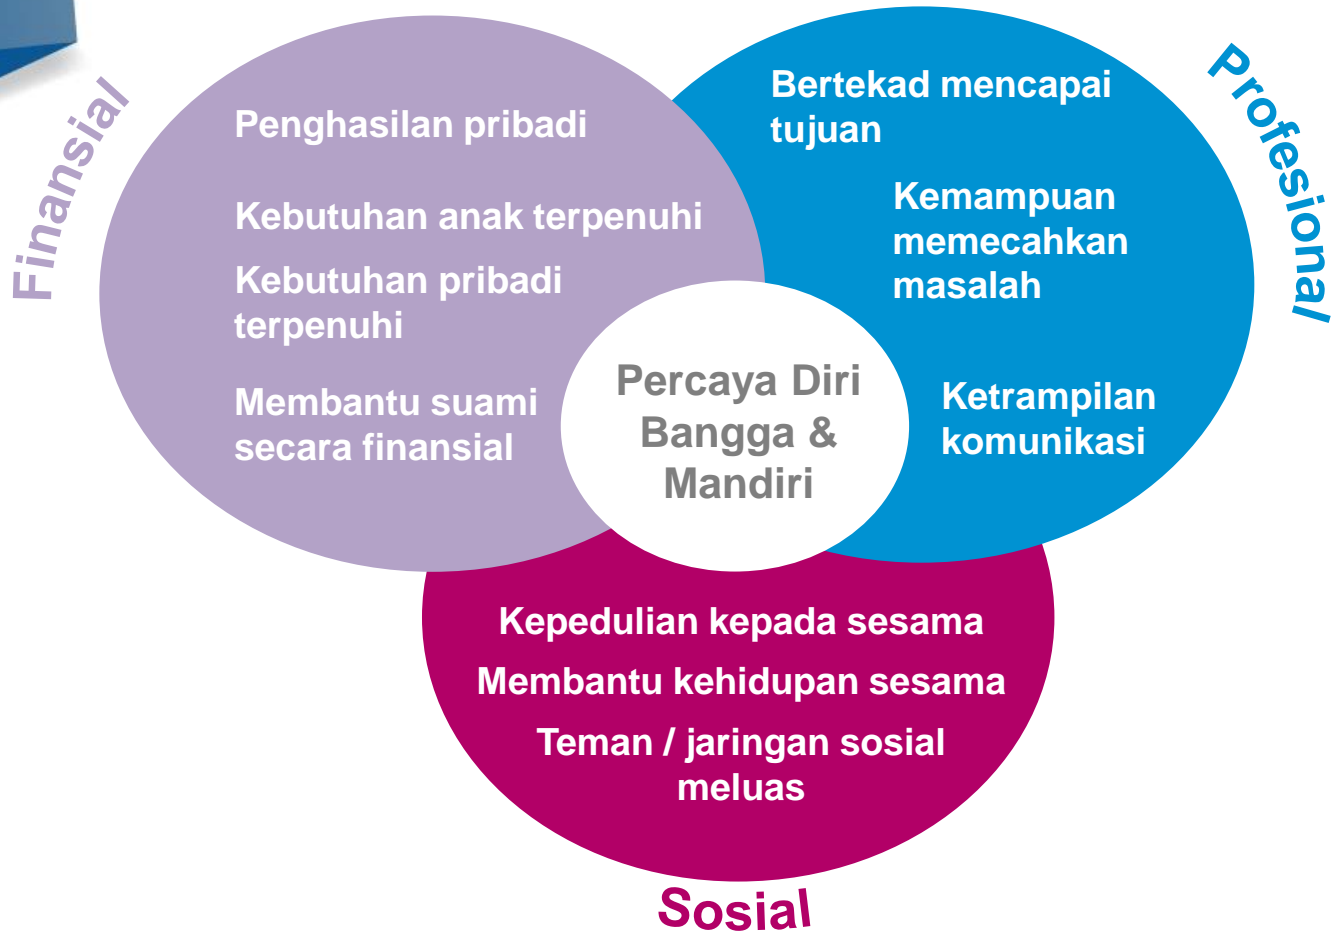 Finansial
Penghasilan pribadi
Kebutuhan anak terpenuhi
Kebutuhan pribadi
terpenuhi
Membantu suami
secara finansial
Profesional
Bertekad mencapai
tujuan
Kemampuan
memecahkan
masalah
Ketrampilan
komunikasi
Percaya Diri
Bangga &
Mandiri
Kepedulian kepada sesama
Membantu kehidupan sesama
Teman / jaringan sosial
meluas
Sosial